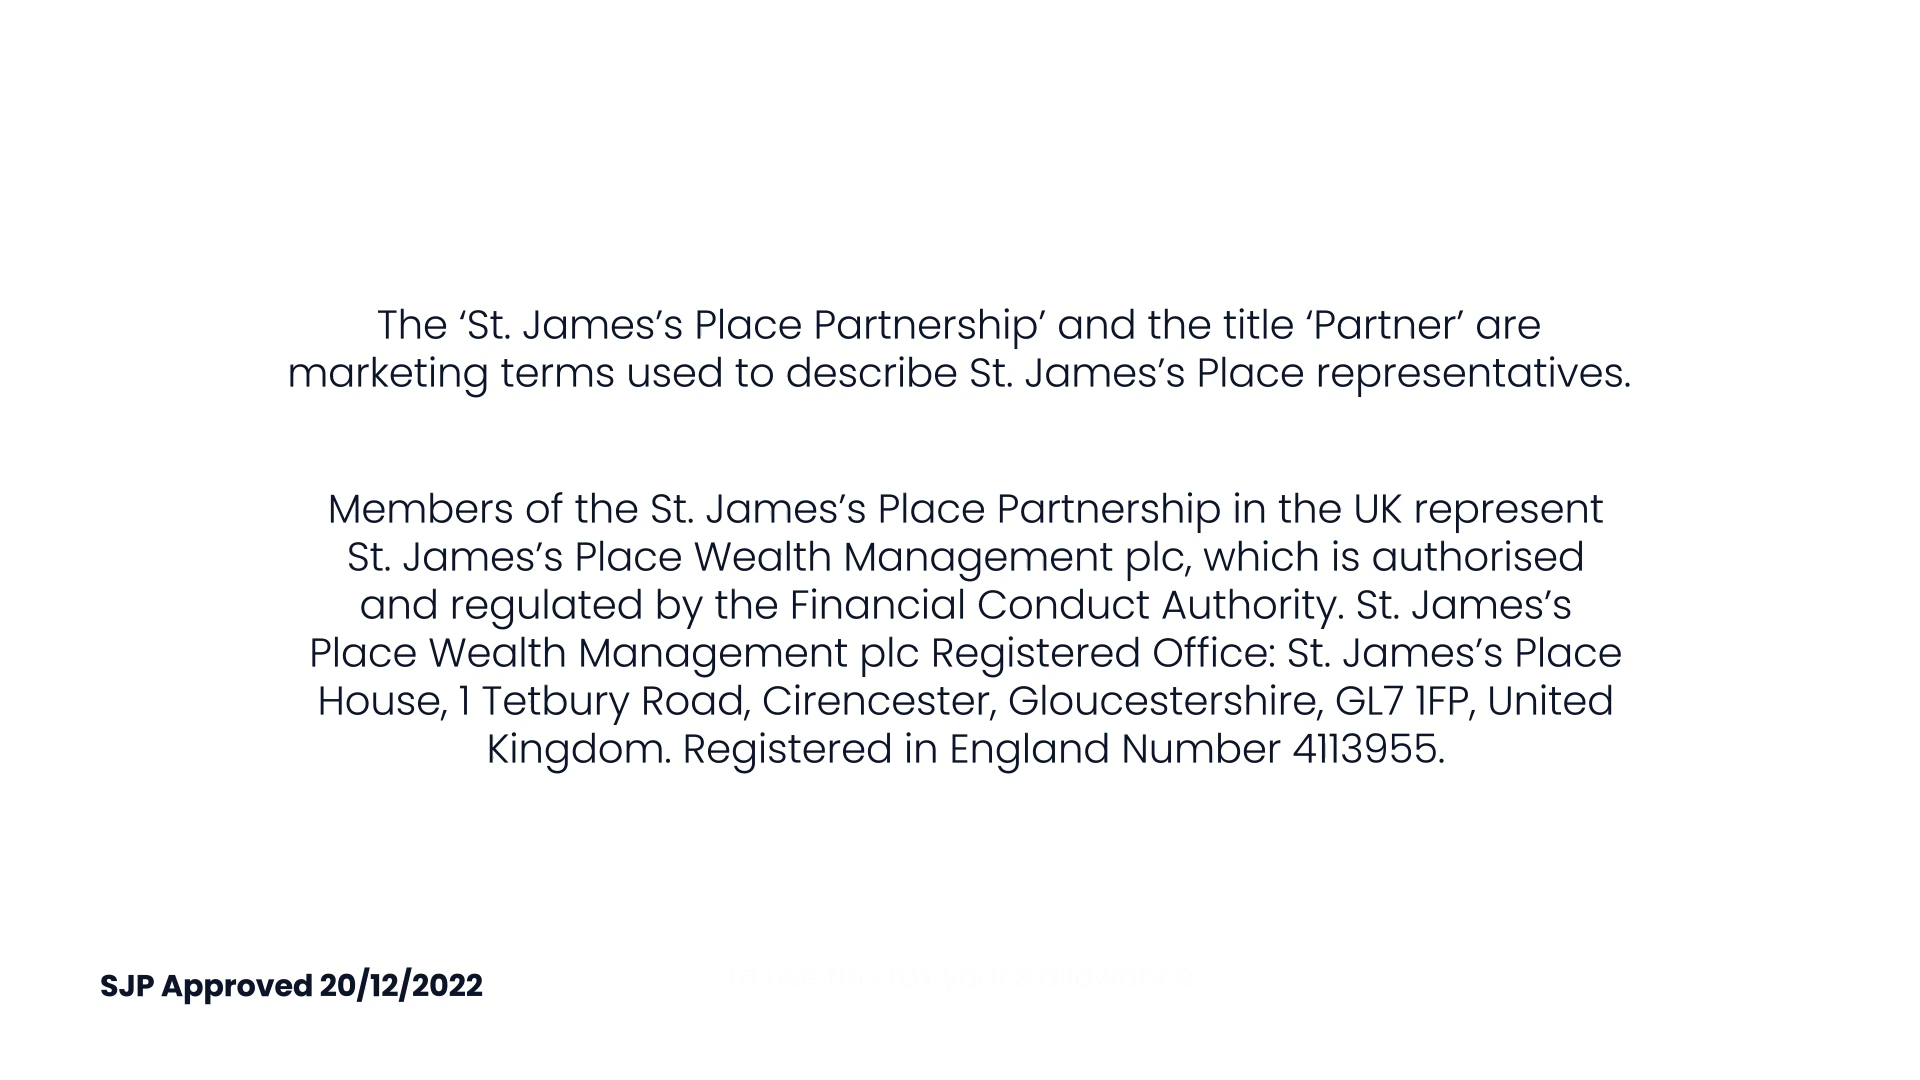 The ‘St. James’s Place Partnership’ and the title ‘Partner’ are
marketing terms used to describe St. James’s Place representatives.
Members of the St. James’s Place Partnership in the UK represent
St. James’s Place Wealth Management plc, which is authorised
and regulated by the Financial Conduct Authority. St. James’s
Place Wealth Management plc Registered Office: St. James’s Place
House, 1 Tetbury Road, Cirencester, Gloucestershire, GL7 1FP, United
Kingdom. Registered in England Number 4113955.
SJP Approved 20/12/2022